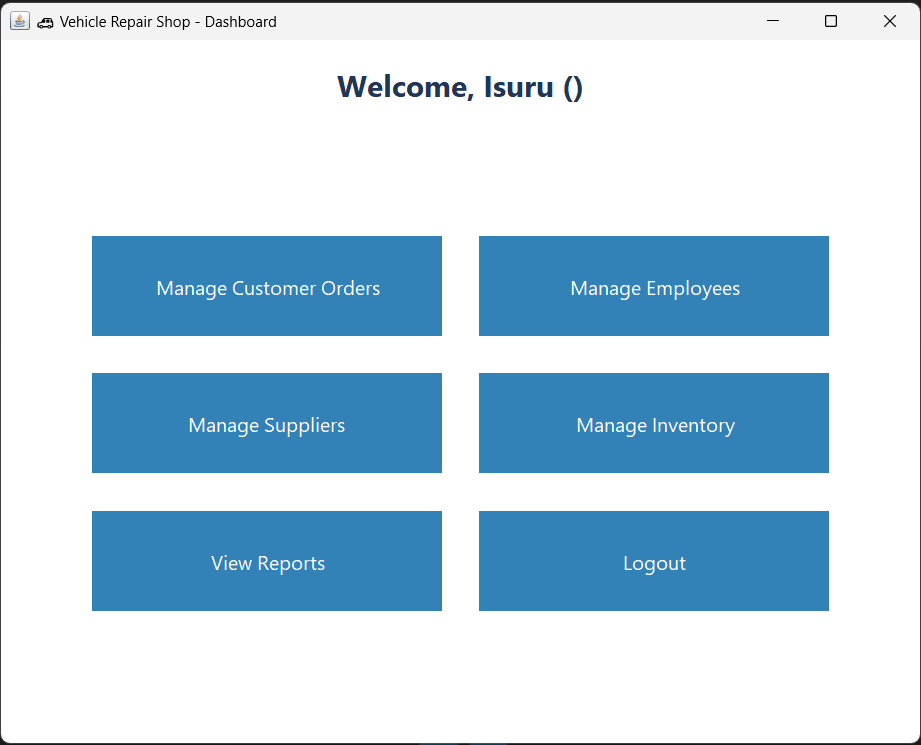 Vehicle Repair Shop - Dashboard
Welcome, Isuru ()
Manage Customer Orders
Manage Employees
Manage Suppliers
Manage Inventory
View Reports
Logout